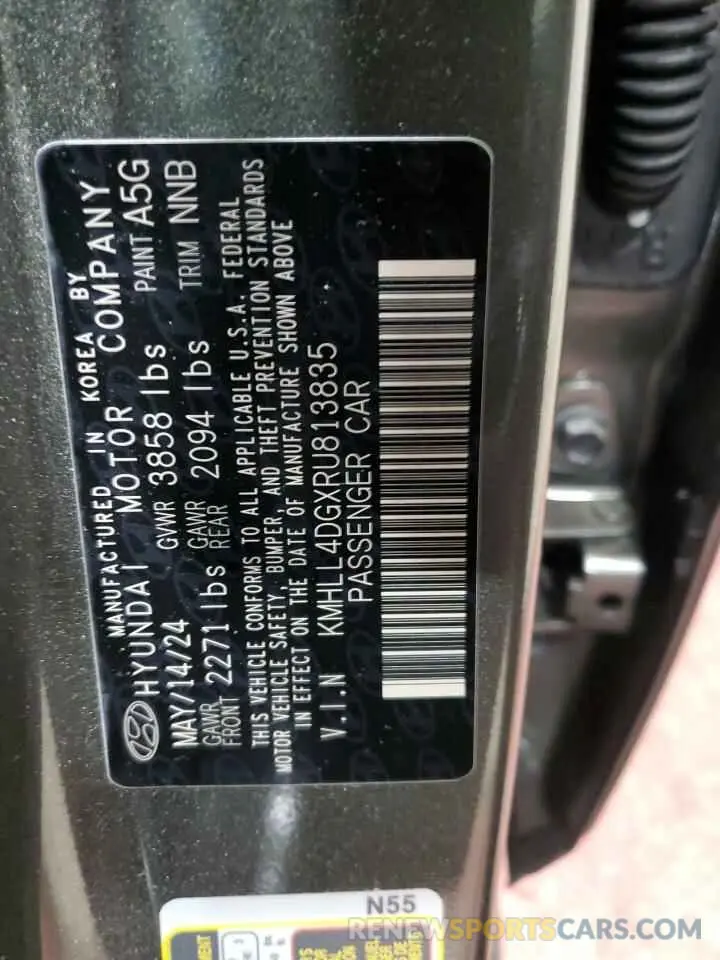 MANUFACTURED IN KOREA BY
HYUNDAI MOTOR COMPANY
MAY/14/24 GVWR 3858 lbs PAINT A5G
GAWR FRONT 2271 lbs GAWR REAR 2094 lbs TRIM NNB
THIS VEHICLE CONFORMS TO ALL APPLICABLE U.S.A. FEDERAL
MOTOR VEHICLE SAFETY, BUMPER, AND THEFT PREVENTION STANDARDS
IN EFFECT ON THE DATE OF MANUFACTURE SHOWN ABOVE
V.I.N KMHLL4DGXRU813835
PASSENGER CAR
N55
RENEWSPORTSCARS.COM